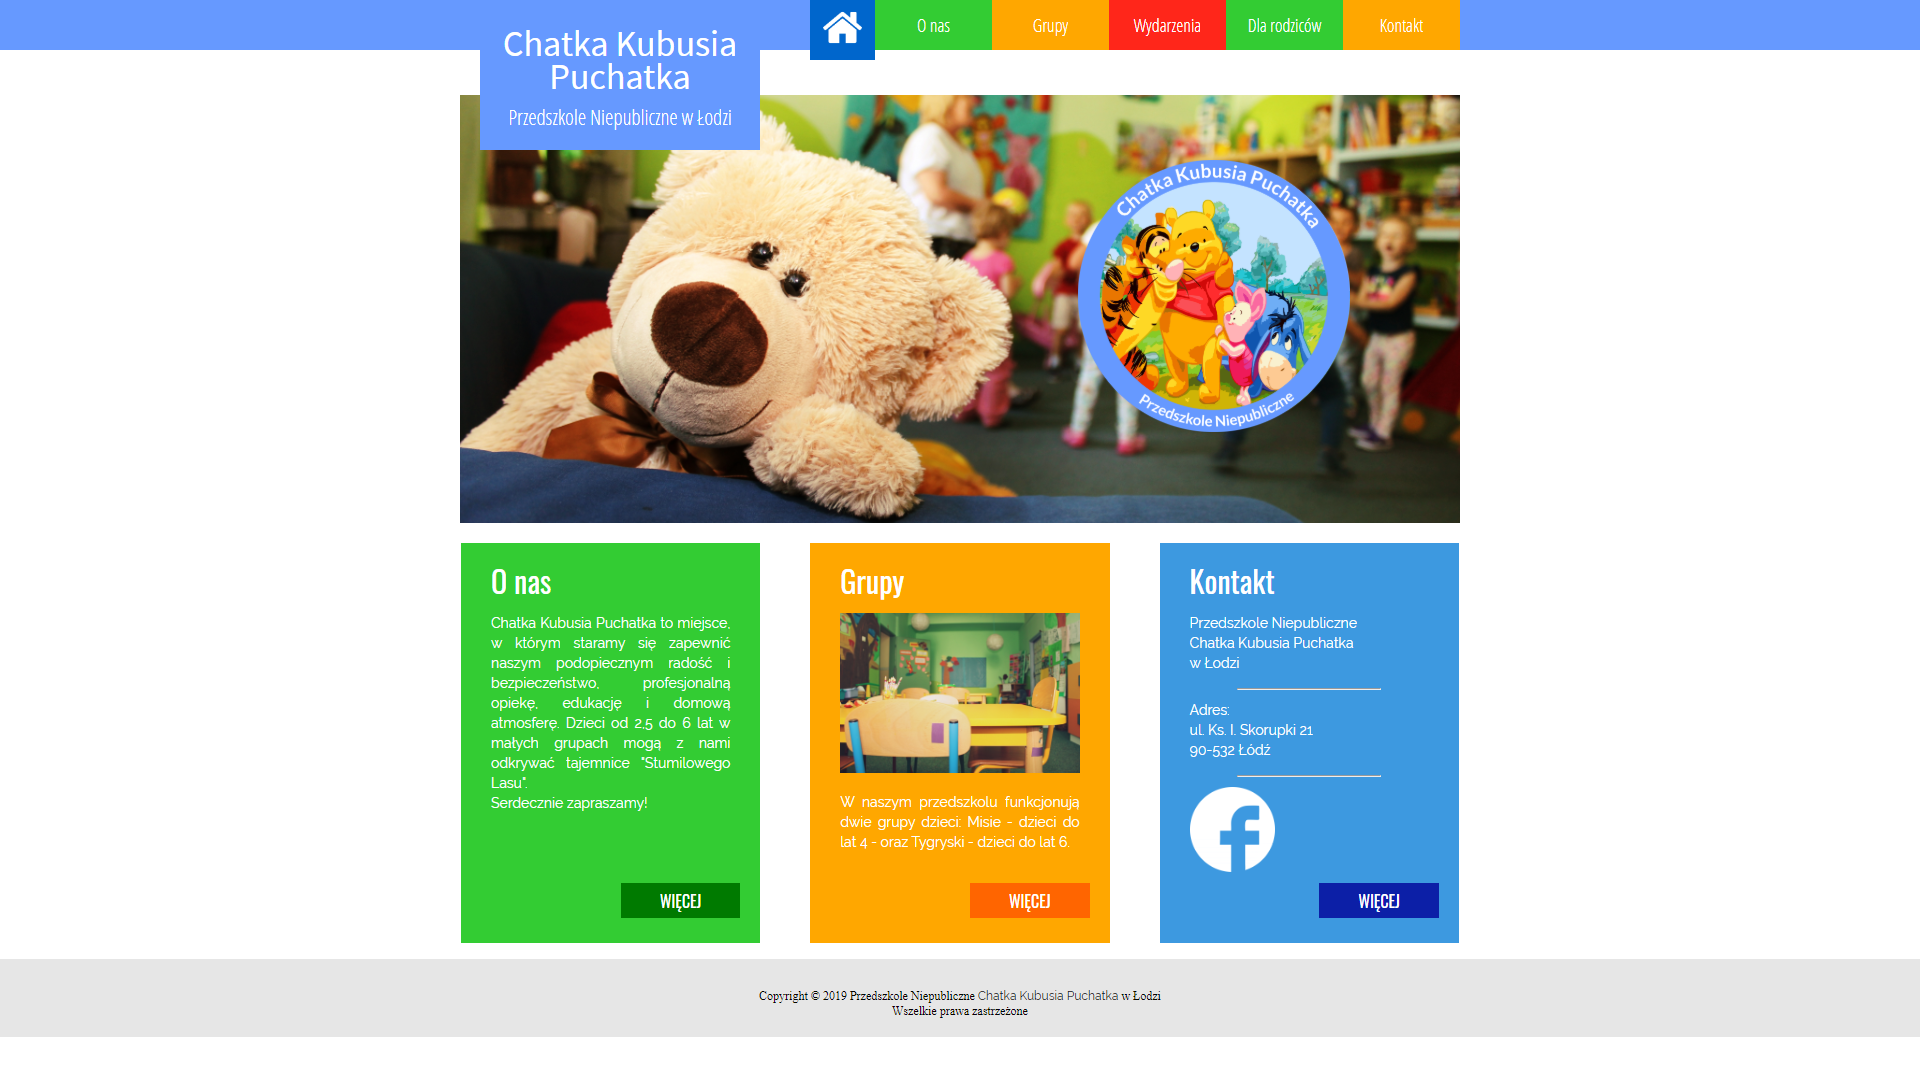 Chatka Kubusia
Puchatka
Przedszkole Niepubliczne w Łodzi
O nas
Grupy
Wydarzenia
Dla rodziców
Kontakt
Chatka Kubusia Puchatka
Przedszkole Niepubliczne
O nas
Chatka Kubusia Puchatka to miejsce,
w którym staramy się zapewnić
naszym podopiecznym radość i
bezpieczeństwo, profesjonalną
opiekę, edukację i domową
atmosferę. Dzieci od 2,5 do 6 lat w
małych grupach mogą z nami
odkrywać tajemnice "Stumilowego
Lasu".
Serdecznie zapraszamy!
WIĘCEJ
Grupy
W naszym przedszkolu funkcjonują
dwie grupy dzieci: Misie - dzieci do
lat 4 - oraz Tygryski - dzieci do lat 6.
WIĘCEJ
Kontakt
Przedszkole Niepubliczne
Chatka Kubusia Puchatka
w Łodzi
Adres:
ul. Ks. I. Skorupki 21
90-532 Łódź
WIĘCEJ
Copyright © 2019 Przedszkole Niepubliczne Chatka Kubusia Puchatka w Łodzi
Wszelkie prawa zastrzeżone